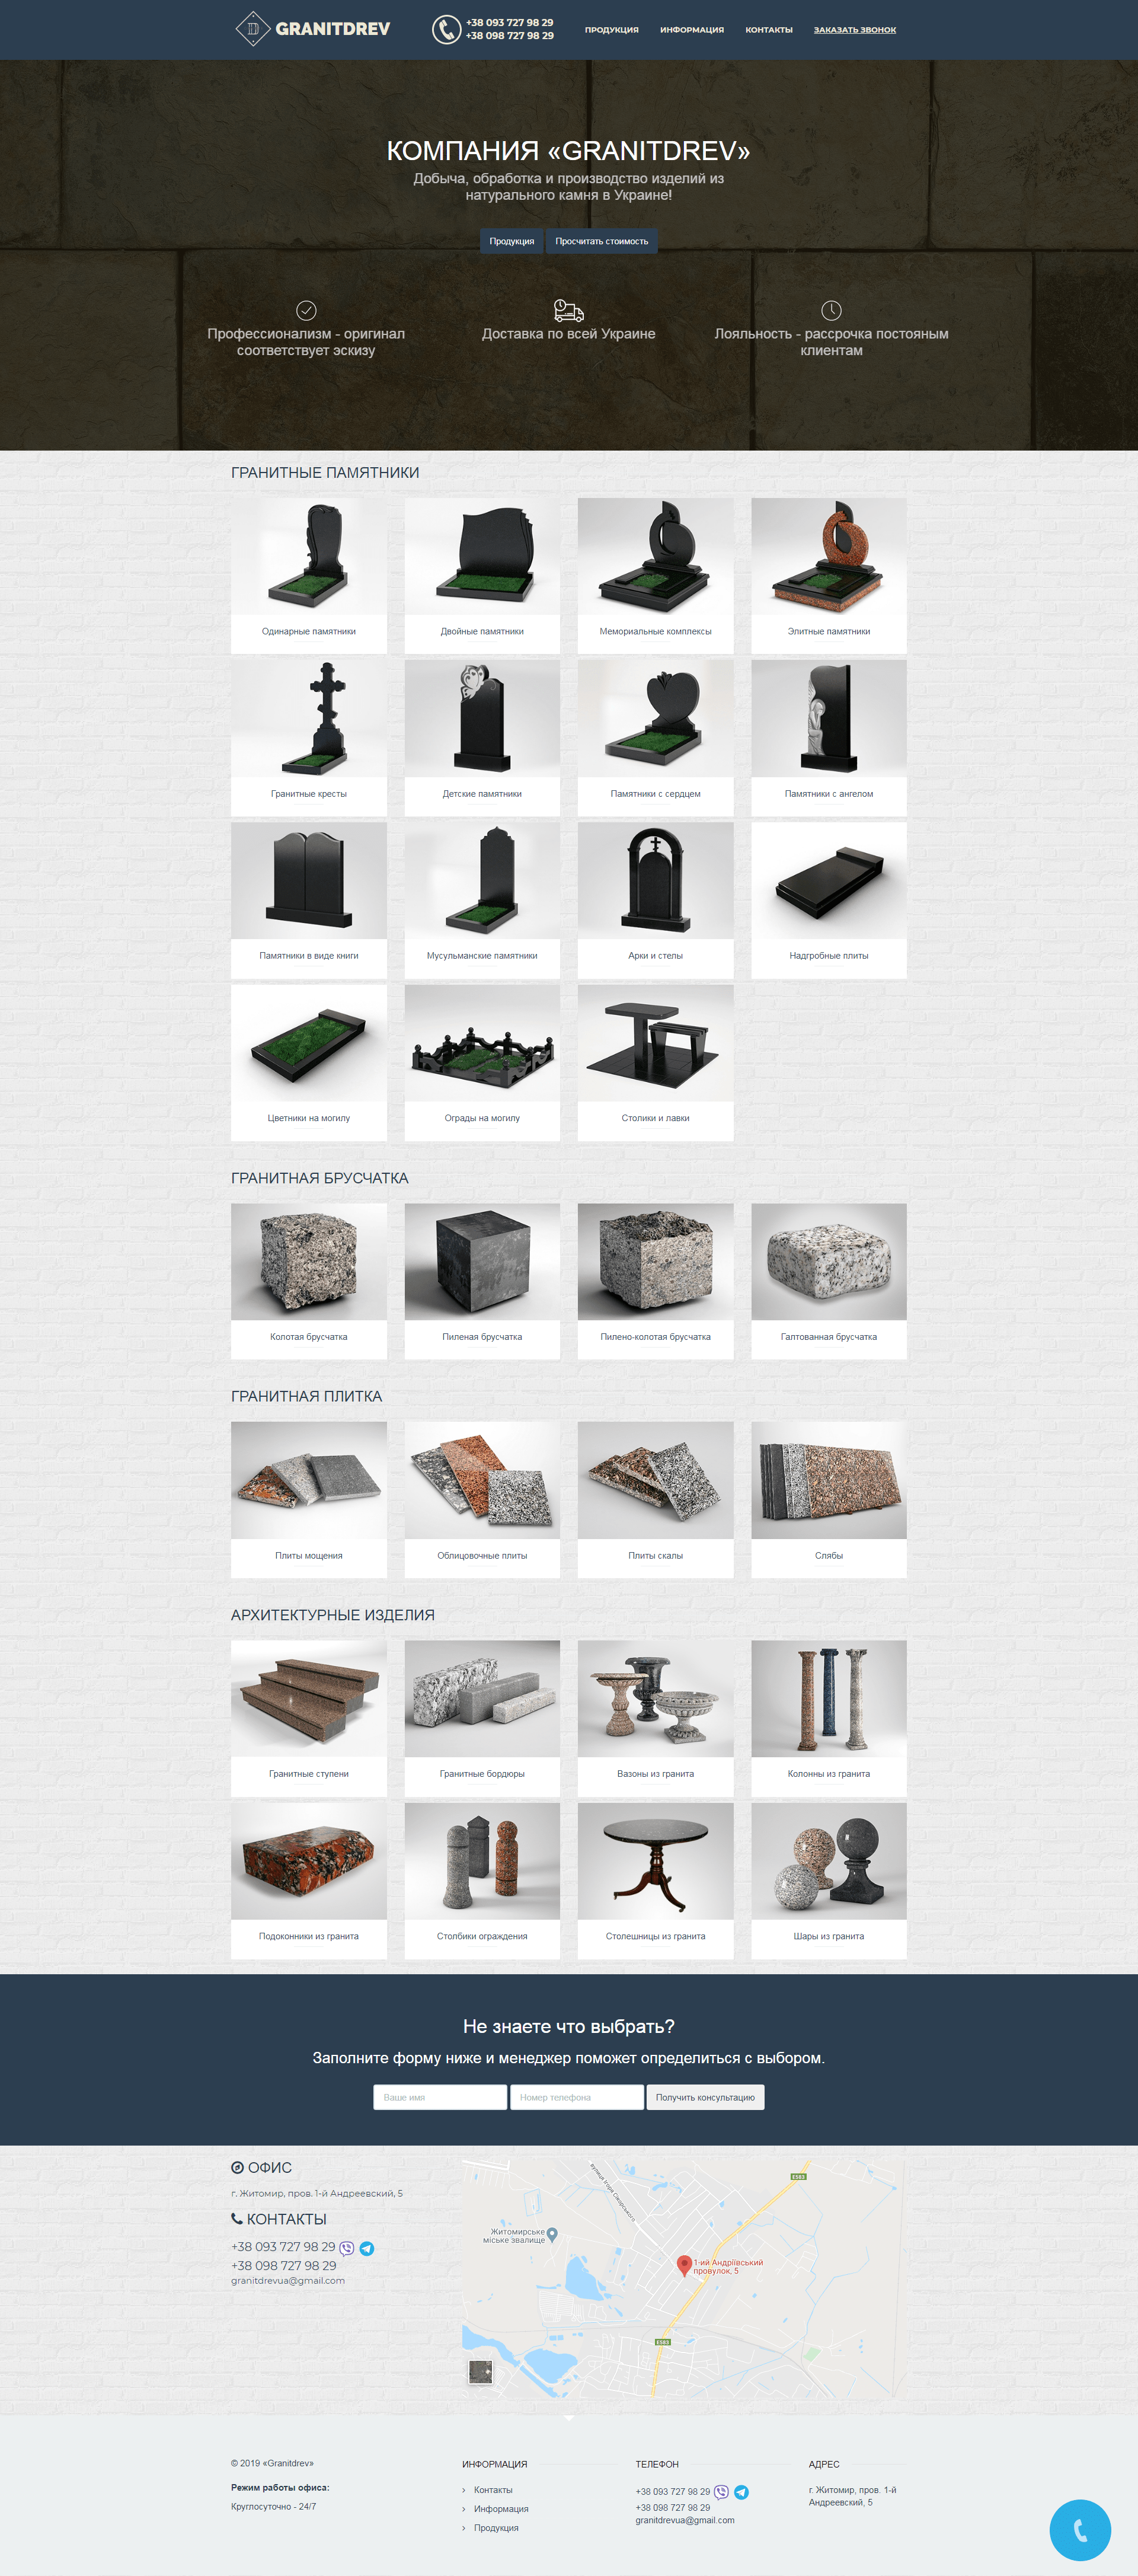 GRANITDREV
+38 093 727 98 29
+38 098 727 98 29
ПРОДУКЦИЯ
ИНФОРМАЦИЯ
КОНТАКТЫ
ЗАКАЗАТЬ ЗВОНОК
КОМПАНИЯ «GRANITDREV»
Добыча, обработка и производство изделий из
натурального камня в Украине!
Продукция
Просчитать стоимость
Профессионализм - оригинал
соответствует эскизу
Доставка по всей Украине
Лояльность - рассрочка постояным
клиентам
ГРАНИТНЫЕ ПАМЯТНИКИ
Одинарные памятники
Двойные памятники
Мемориальные комплексы
Элитные памятники
Гранитные кресты
Детские памятники
Памятники с сердцем
Памятники с ангелом
Памятники в виде книги
Мусульманские памятники
Арки и стелы
Надгробные плиты
Цветники на могилу
Ограды на могилу
Столики и лавки
ГРАНИТНАЯ БРУСЧАТКА
Колотая брусчатка
Пиленая брусчатка
Пилено-колотая брусчатка
Галтованная брусчатка
ГРАНИТНАЯ ПЛИТКА
Плиты мощения
Облицовочные плиты
Плиты скалы
Слябы
АРХИТЕКТУРНЫЕ ИЗДЕЛИЯ
Гранитные ступени
Гранитные бордюры
Вазоны из гранита
Колонны из гранита
Подоконники из гранита
Столбики ограждения
Столешницы из гранита
Шары из гранита
Не знаете что выбрать?
Заполните форму ниже и менеджер поможет определиться с выбором.
Ваше имя
Номер телефона
Получить консультацию
ОФИС
г. Житомир, пров. 1-й Андреевский, 5
КОНТАКТЫ
+38 093 727 98 29
+38 098 727 98 29
granitdrevua@gmail.com
вулиця Ігоря Сікорського
E583
Житомирське
міське звалище
1-ий Андріївський
провулок, 5
E583
© 2019 «Granitdrev»
Режим работы офиса:
Круглосуточно - 24/7
ИНФОРМАЦИЯ
Контакты
Информация
Продукция
ТЕЛЕФОН
+38 093 727 98 29
+38 098 727 98 29
granitdrevua@gmail.com
АДРЕС
г. Житомир, пров. 1-й
Андреевский, 5